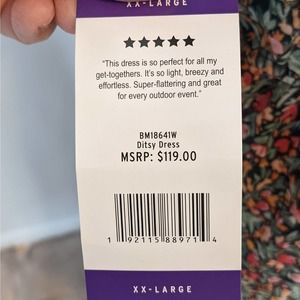 XX-LARGE
★★★★★
"This dress is so perfect for all my
get-togethers. It's so light, breezy and
effortless. Super-flattering and great
for every outdoor event."
BM18641W
Ditsy Dress
MSRP: $119.00
1 92115 88971 4
XX-LARGE